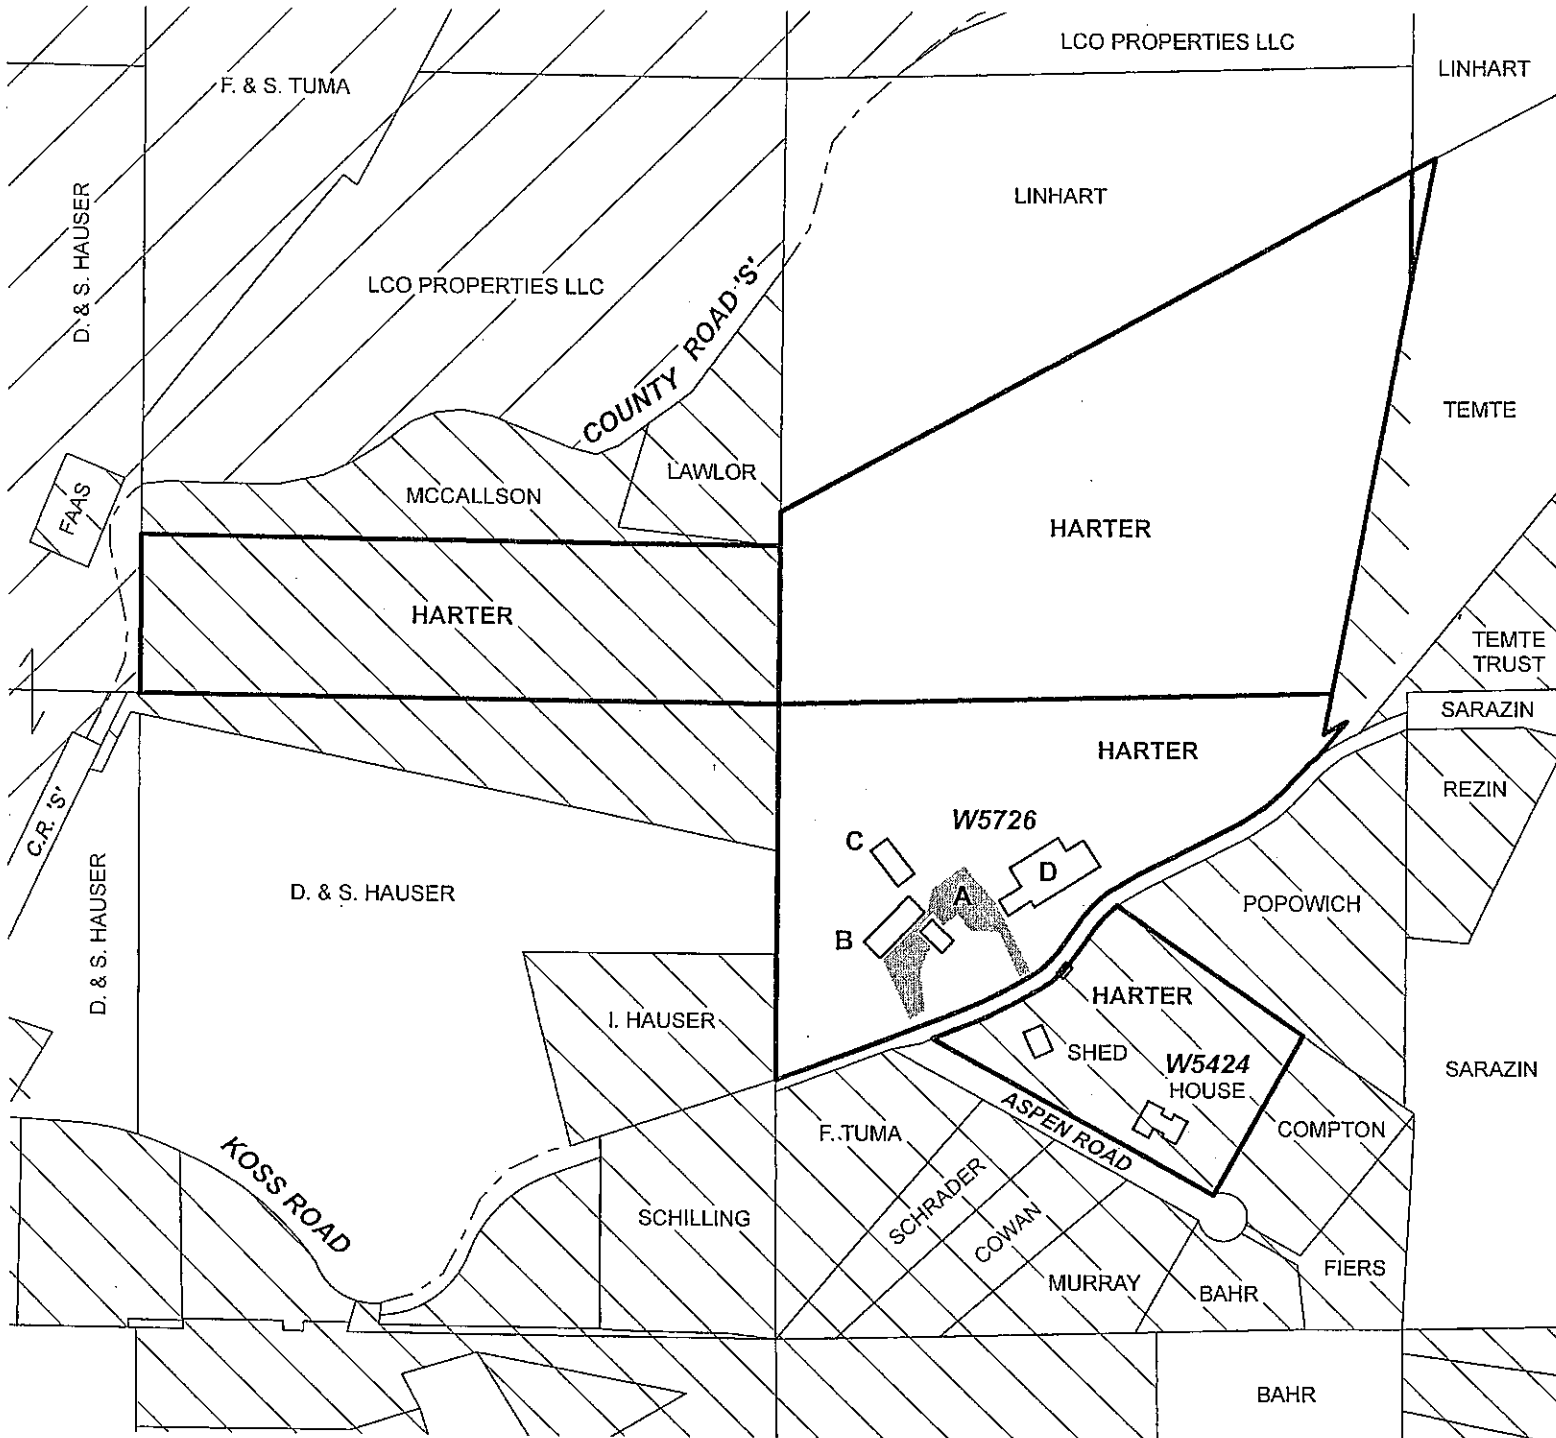 LCO PROPERTIES LLC
LINHART
F. & S. TUMA
D. & S. HAUSER
LINHART
LCO PROPERTIES LLC
COUNTY ROAD 'S'
TEMTE
LAWLOR
MCCALLSON
FAAS
HARTER
HARTER
TEMTE
TRUST
SARAZIN
HARTER
REZIN
C.R. 'S'
W5726
C
D
A
B
D. & S. HAUSER
D. & S. HAUSER
POPOWICH
HARTER
I. HAUSER
SHED
W5424
HOUSE
SARAZIN
ASPEN ROAD
F. TUMA
COMPTON
KOSS ROAD
SCHRADER
COWAN
SCHILLING
MURRAY
BAHR
FIERS
BAHR